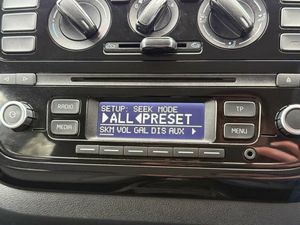 RADIO
MEDIA
SETUP: SEEK MODE
▶ALL◀PRESET
SKM VOL GAL DIS AUX ▶
TP
MENU